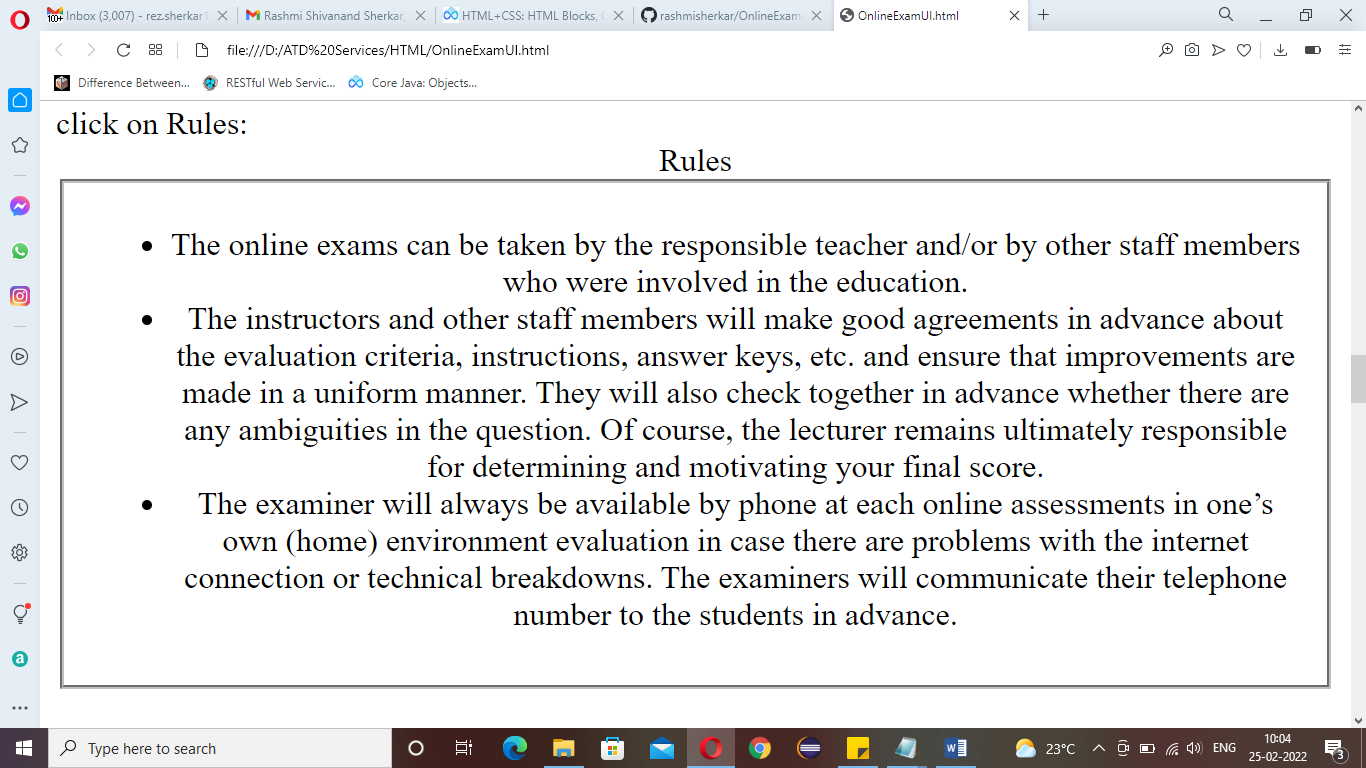 Inbox (3,007) - rez.sherkar1
Rashmi Shivanand Sherkar,
HTML+CSS: HTML Blocks,
rashmisherkar/OnlineExam
OnlineExamUI.html
file:///D:/ATD%20Services/HTML/OnlineExamUI.html
Difference Between...
RESTful Web Servic...
Core Java: Objects...
click on Rules:
Rules
• The online exams can be taken by the responsible teacher and/or by other staff members
who were involved in the education.
• The instructors and other staff members will make good agreements in advance about
the evaluation criteria, instructions, answer keys, etc. and ensure that improvements are
made in a uniform manner. They will also check together in advance whether there are
any ambiguities in the question. Of course, the lecturer remains ultimately responsible
for determining and motivating your final score.
• The examiner will always be available by phone at each online assessments in one’s
own (home) environment evaluation in case there are problems with the internet
connection or technical breakdowns. The examiners will communicate their telephone
number to the students in advance.
Type here to search
23°C
ENG
10:04
25-02-2022
3